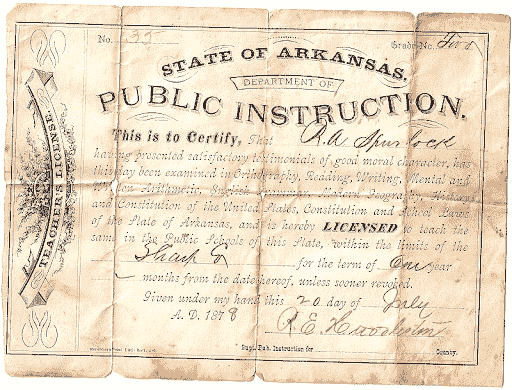 No. 35 Grade No. Two
STATE OF ARKANSAS,
DEPARTMENT OF
PUBLIC INSTRUCTION.
TEACHER'S LICENSE.
This is to Certify, That R. A. Spurlock
having presented satisfactory testimonials of good moral character, has
this day been examined in Orthography, Reading, Writing, Mental and
Written Arithmetic, English Grammar, Modern Geography, History
and Constitution of the United States, Constitution and School Laws
of the State of Arkansas, and is hereby LICENSED to teach the
same in the Public Schools of this State, within the limits of the
Sharp Co for the term of One year
months from the date hereof, unless sooner revoked.
Given under my hand this 20 day of July
A. D. 1878
R. E.
Supt. Pub. Instruction for County.